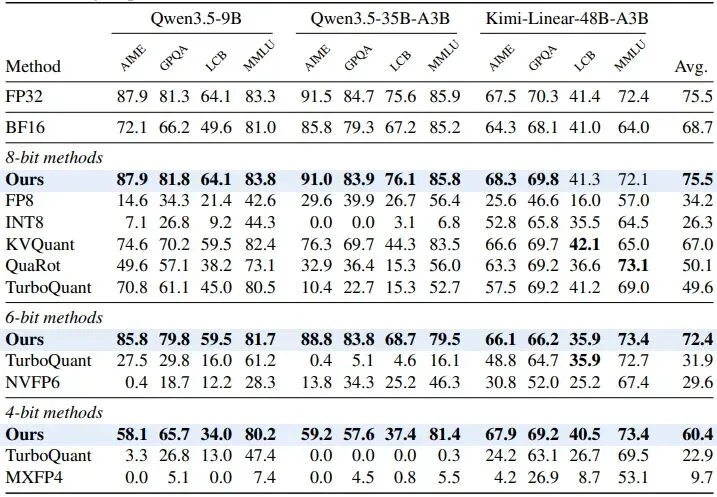 Qwen3.5-9B Qwen3.5-35B-A3B Kimi-Linear-48B-A3B
Method AIME GPQA LCB MMLU AIME GPQA LCB MMLU AIME GPQA LCB MMLU Avg.
FP32 87.9 81.3 64.1 83.3 91.5 84.7 75.6 85.9 67.5 70.3 41.4 72.4 75.5
BF16 72.1 66.2 49.6 81.0 85.8 79.3 67.2 85.2 64.3 68.1 41.0 64.0 68.7
8-bit methods
Ours 87.9 81.8 64.1 83.8 91.0 83.9 76.1 85.8 68.3 69.8 41.3 72.1 75.5
FP8 14.6 34.3 21.4 42.6 29.6 39.9 26.7 56.4 25.6 46.6 16.0 57.0 34.2
INT8 7.1 26.8 9.2 44.3 0.0 0.0 3.1 6.8 52.8 65.8 35.5 64.5 26.3
KVQuant 74.6 70.2 59.5 82.4 76.3 69.7 44.3 83.5 66.6 69.7 42.1 65.0 67.0
QuaRot 49.6 57.1 38.2 73.1 32.9 36.4 15.3 56.0 63.3 69.2 36.6 73.1 50.1
TurboQuant 70.8 61.1 45.0 80.5 10.4 22.7 15.3 52.7 57.5 69.2 41.2 69.0 49.6
6-bit methods
Ours 85.8 79.8 59.5 81.7 88.8 83.8 68.7 79.5 66.1 66.2 35.9 73.4 72.4
TurboQuant 27.5 29.8 16.0 61.2 0.4 5.1 4.6 16.1 48.8 64.7 35.9 72.7 31.9
NVFP6 0.4 18.7 12.2 28.3 13.8 34.3 25.2 46.3 30.8 52.0 25.2 67.4 29.6
4-bit methods
Ours 58.1 65.7 34.0 80.2 59.2 57.6 37.4 81.4 67.9 69.2 40.5 73.4 60.4
TurboQuant 3.3 26.8 13.0 47.4 0.0 0.0 0.0 0.3 24.2 63.1 26.7 69.5 22.9
MXFP4 0.0 5.1 0.0 7.4 0.0 4.5 0.8 5.5 4.2 26.9 8.7 53.1 9.7